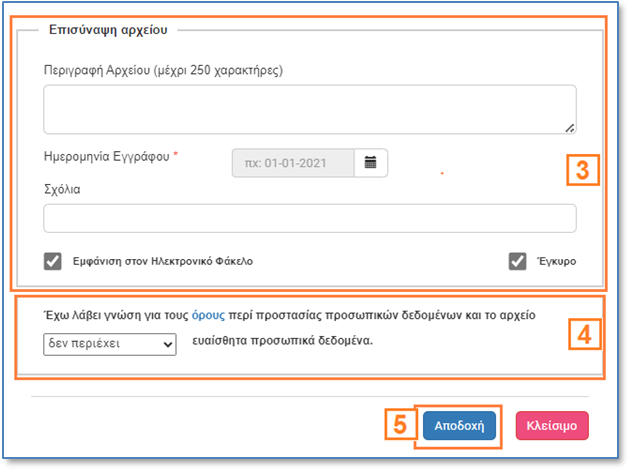 Επισύναψη αρχείου
Περιγραφή Αρχείου (μέχρι 250 χαρακτήρες)
Ημερομηνία Εγγράφου *
πχ: 01-01-2021
3
Σχόλια
Εμφάνιση στον Ηλεκτρονικό Φάκελο
Έγκυρο
Έχω λάβει γνώση για τους όρους περί προστασίας προσωπικών δεδομένων και το αρχείο
4
δεν περιέχει ευαίσθητα προσωπικά δεδομένα.
5
Αποδοχή
Κλείσιμο